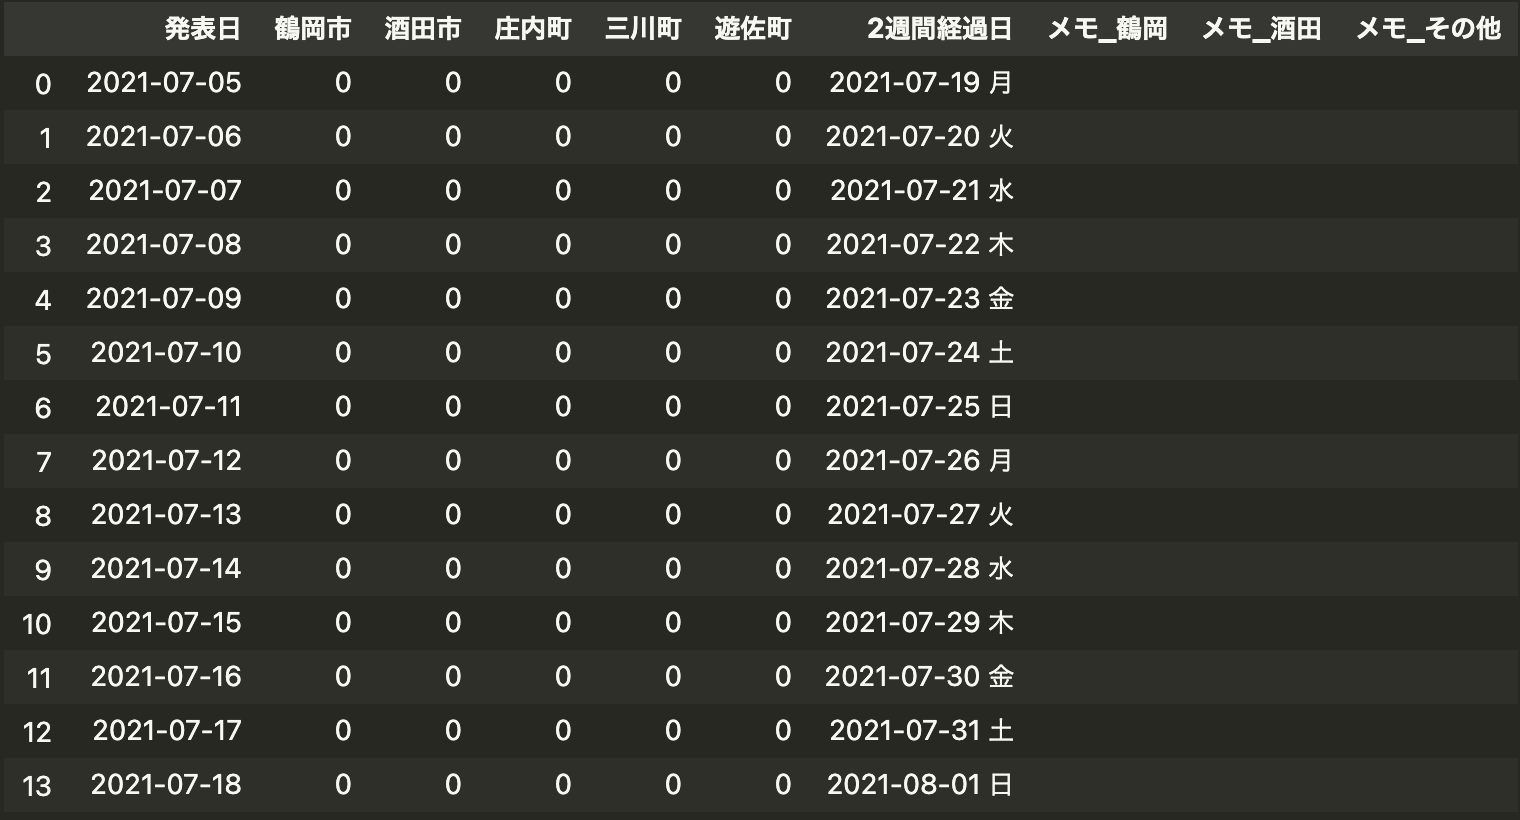 発表日 鶴岡市 酒田市 庄内町 三川町 遊佐町 2週間経過日 メモ_鶴岡 メモ_酒田 メモ_その他
0 2021-07-05 0 0 0 0 0 2021-07-19 月
1 2021-07-06 0 0 0 0 0 2021-07-20 火
2 2021-07-07 0 0 0 0 0 2021-07-21 水
3 2021-07-08 0 0 0 0 0 2021-07-22 木
4 2021-07-09 0 0 0 0 0 2021-07-23 金
5 2021-07-10 0 0 0 0 0 2021-07-24 土
6 2021-07-11 0 0 0 0 0 2021-07-25 日
7 2021-07-12 0 0 0 0 0 2021-07-26 月
8 2021-07-13 0 0 0 0 0 2021-07-27 火
9 2021-07-14 0 0 0 0 0 2021-07-28 水
10 2021-07-15 0 0 0 0 0 2021-07-29 木
11 2021-07-16 0 0 0 0 0 2021-07-30 金
12 2021-07-17 0 0 0 0 0 2021-07-31 土
13 2021-07-18 0 0 0 0 0 2021-08-01 日